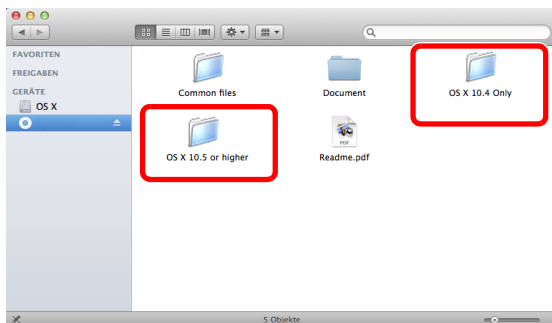 FAVORITEN
FREIGABEN
GERÄTE
OS X
Common files
Document
OS X 10.4 Only
OS X 10.5 or higher
PDF
Readme.pdf
5 Objekte